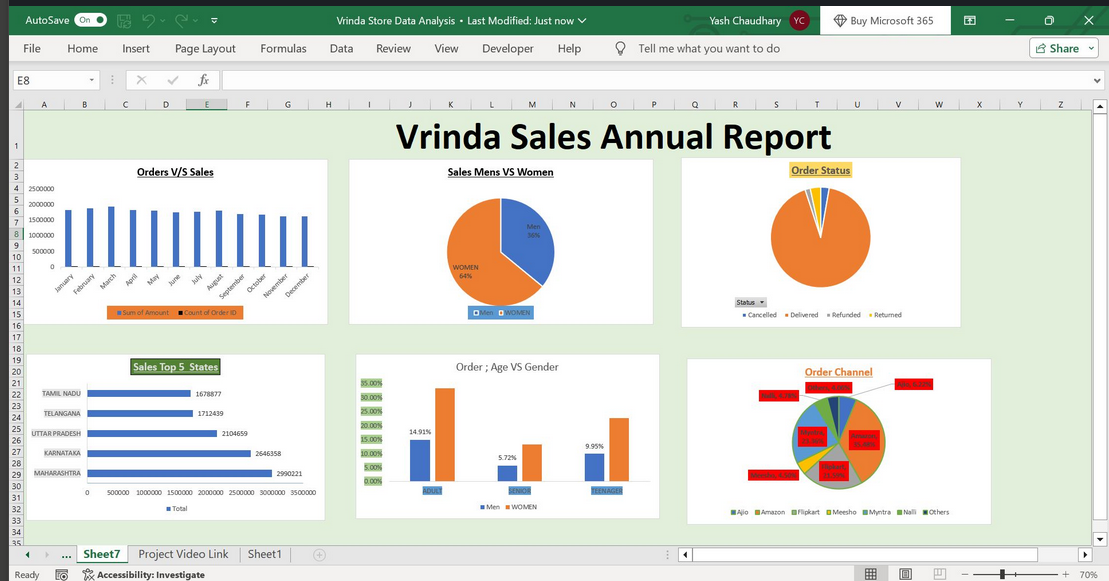 AutoSave On Vrinda Store Data Analysis • Last Modified: Just now Yash Chaudhary YC Buy Microsoft 365
File Home Insert Page Layout Formulas Data Review View Developer Help Tell me what you want to do Share
E8 fx
A B C D E F G H I J K L M N O P Q R S T U V W X Y Z
1
2
3
4
5
6
7
8
9
10
11
12
13
14
15
16
17
18
19
20
21
22
23
24
25
26
27
28
29
30
31
32
33
34
35
Vrinda Sales Annual Report
Orders V/S Sales
2500000
2000000
1500000
1000000
500000
0
January February March April May June July August September October November December
Sum of Amount Count of Order ID
Sales Mens VS Women
Men
36%
WOMEN
64%
Men WOMEN
Order Status
Status
Cancelled Delivered Refunded Returned
Sales Top 5 States
TAMIL NADU 1678877
TELANGANA 1712439
UTTAR PRADESH 2104659
KARNATAKA 2646358
MAHARASHTRA 2990221
0 500000 1000000 1500000 2000000 2500000 3000000 3500000
Total
Order ; Age VS Gender
35.00%
30.00%
25.00%
20.00%
15.00%
10.00%
5.00%
0.00%
14.91%
5.72%
9.95%
ADULT SENIOR TEENAGER
Men WOMEN
Order Channel
Ajio Amazon Flipkart Meesho Myntra Nalli Others
... Sheet7 Project Video Link Sheet1
Ready Accessibility: Investigate 70%